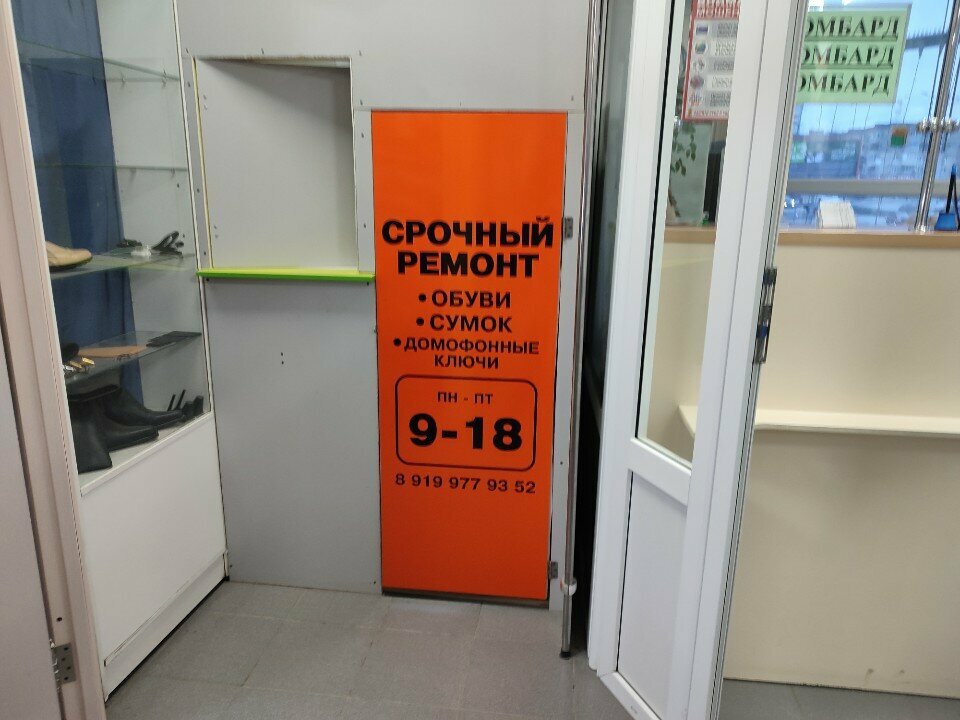 СРОЧНЫЙ
РЕМОНТ
• ОБУВИ
• СУМОК
• ДОМОФОННЫЕ
КЛЮЧИ
ПН - ПТ
9-18
8 919 977 93 52
ОМБАРД
ОМБАРД
ОМБАРД